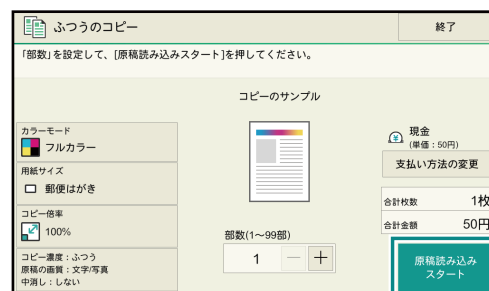 ふつうのコピー
終了
「部数」を設定して、[原稿読み込みスタート]を押してください。
コピーのサンプル
カラーモード
フルカラー
用紙サイズ
郵便はがき
コピー倍率
100%
コピー濃度：ふつう
原稿の画質：文字/写真
中消し：しない
部数(1〜99部)
1
現金
(単価：50円)
支払い方法の変更
合計枚数 1枚
合計金額 50円
原稿読み込み
スタート